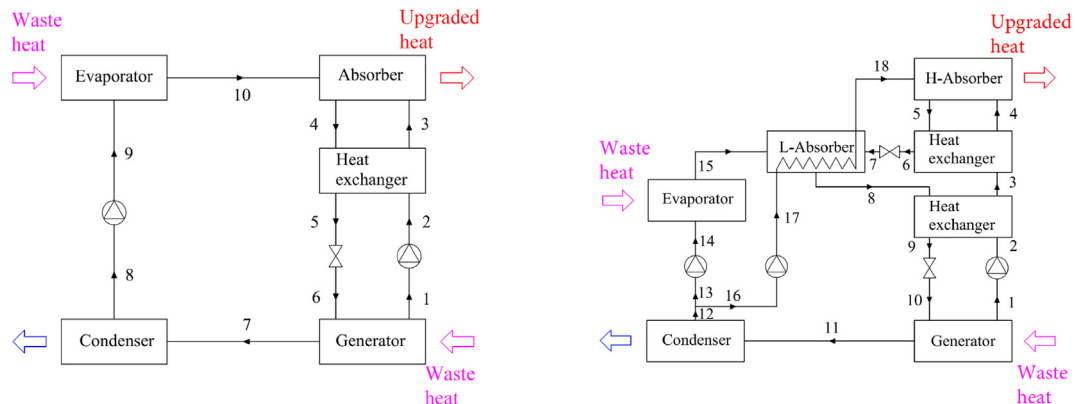 Waste
heat
Upgraded
heat
Evaporator
Absorber
10
4
3
9
Heat
exchanger
5
2
8
6
1
7
Condenser
Generator
Waste
heat
Upgraded
heat
18
H-Absorber
5
4
Waste
heat
15
L-Absorber
7
6
Heat
exchanger
3
Evaporator
8
17
Heat
exchanger
14
9
2
13
16
10
1
12
11
Condenser
Generator
Waste
heat